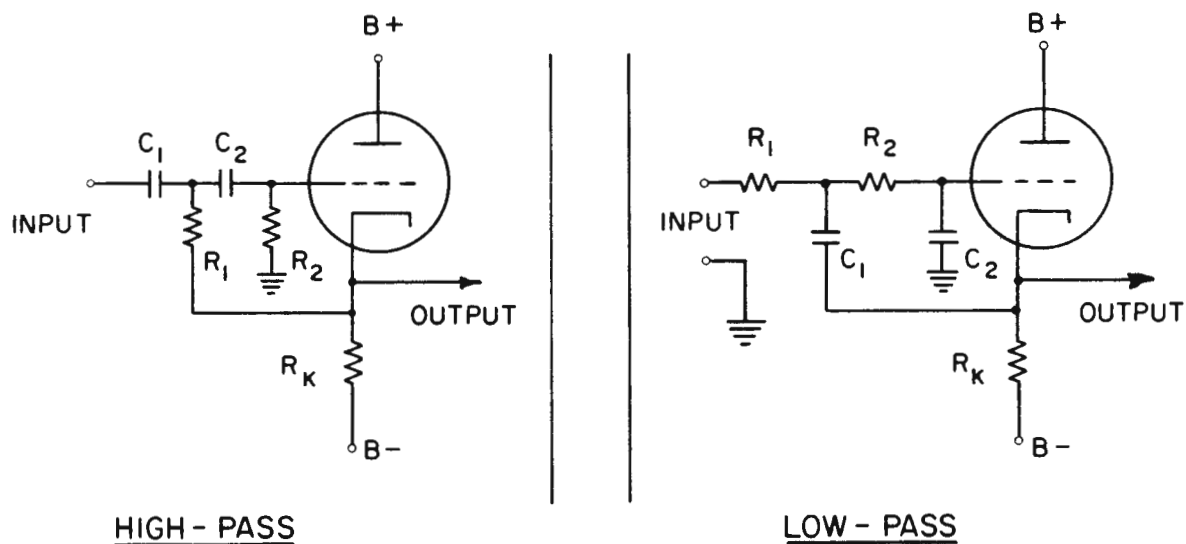 B+
C1 C2
INPUT
R1
R2
OUTPUT
RK
B-
HIGH - PASS
B+
R1
R2
INPUT
C1
C2
OUTPUT
RK
B-
LOW - PASS